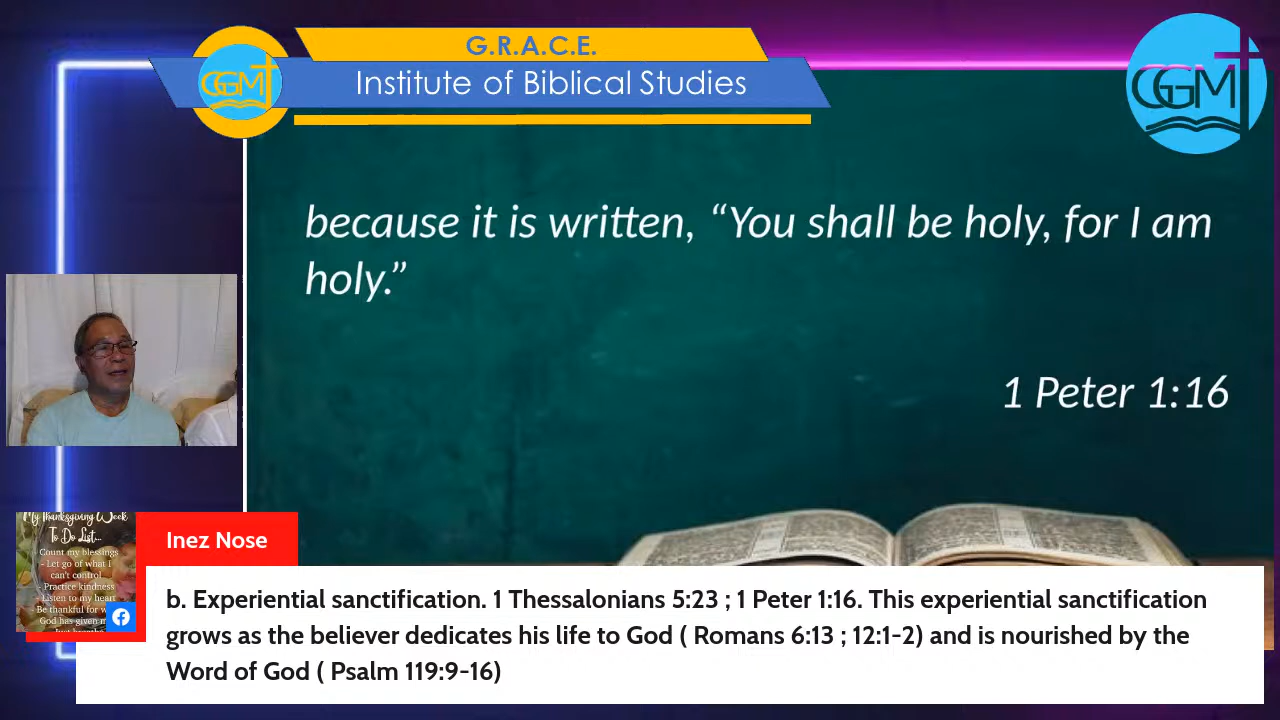 G.R.A.C.E.
Institute of Biblical Studies
CGM
CGM
because it is written, “You shall be holy, for I am
holy.”
1 Peter 1:16
My Thanksgiving Week
To Do List...
Count my blessings
- Let go of what I
can't control
- Practice kindness
- Listen to my heart
Be thankful for
God has given
Just breathe
Inez Nose
b. Experiential sanctification. 1 Thessalonians 5:23 ; 1 Peter 1:16. This experiential sanctification
grows as the believer dedicates his life to God ( Romans 6:13 ; 12:1-2) and is nourished by the
Word of God ( Psalm 119:9-16)